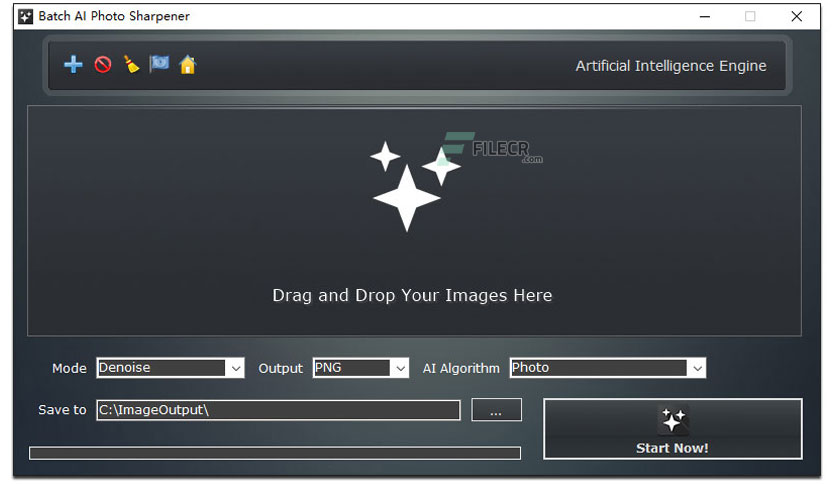 Batch AI Photo Sharpener
Artificial Intelligence Engine
FILECR
.com
Drag and Drop Your Images Here
Mode Denoise Output PNG AI Algorithm Photo
Save to C:\ImageOutput\ ...
Start Now!